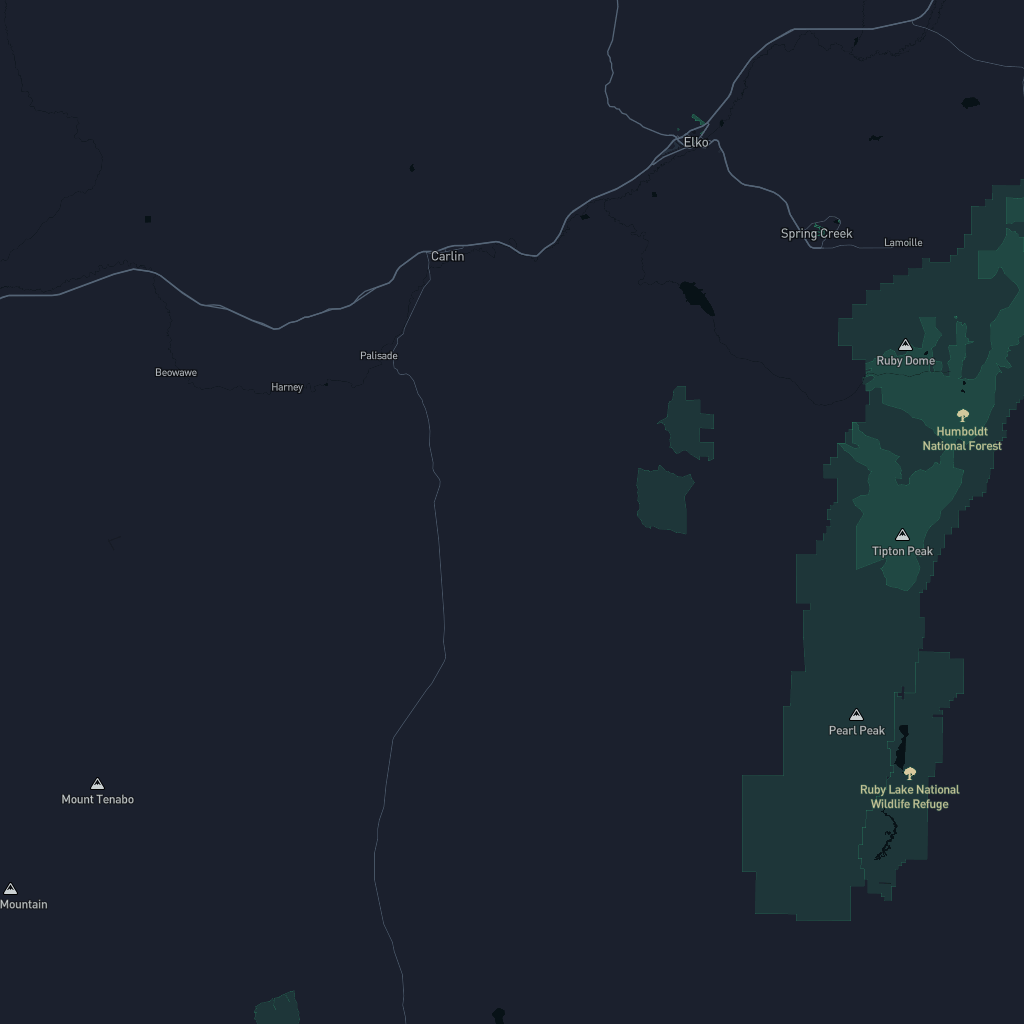 Elko
Spring Creek
Lamoille
Carlin
Palisade
Ruby Dome
Beowawe
Harney
Humboldt
National Forest
Tipton Peak
Pearl Peak
Ruby Lake National
Wildlife Refuge
Mount Tenabo
Mountain